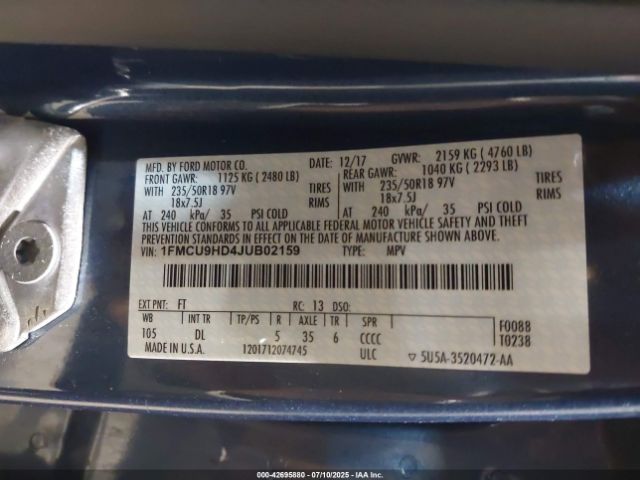 MFD. BY FORD MOTOR CO. DATE: 12/17 GVWR: 2159 KG ( 4760 LB)
FRONT GAWR: 1125 KG ( 2480 LB) REAR GAWR: 1040 KG ( 2293 LB)
WITH 235/50R18 97V TIRES WITH 235/50R18 97V TIRES
18x7.5J RIMS 18x7.5J RIMS
AT 240 kPa/ 35 PSI COLD AT 240 kPa/ 35 PSI COLD
THIS VEHICLE CONFORMS TO ALL APPLICABLE FEDERAL MOTOR VEHICLE SAFETY AND BUMPER
AND THEFT PREVENTION STANDARDS IN EFFECT ON THE DATE OF MANUFACTURE SHOWN ABOVE.
VIN: 1FMCU9HD4JUB02159 TYPE: MPV
EXT PNT: FT RC: 13 DSO:
WB INT TR TP/PS R AXLE TR SPR F0088
105 DL 5 35 6 CCCC T0238
MADE IN U.S.A. 1201712074745 ULC ▽ 5U5A-3520472-AA
000-42695880 - 07/10/2025 - IAA Inc.